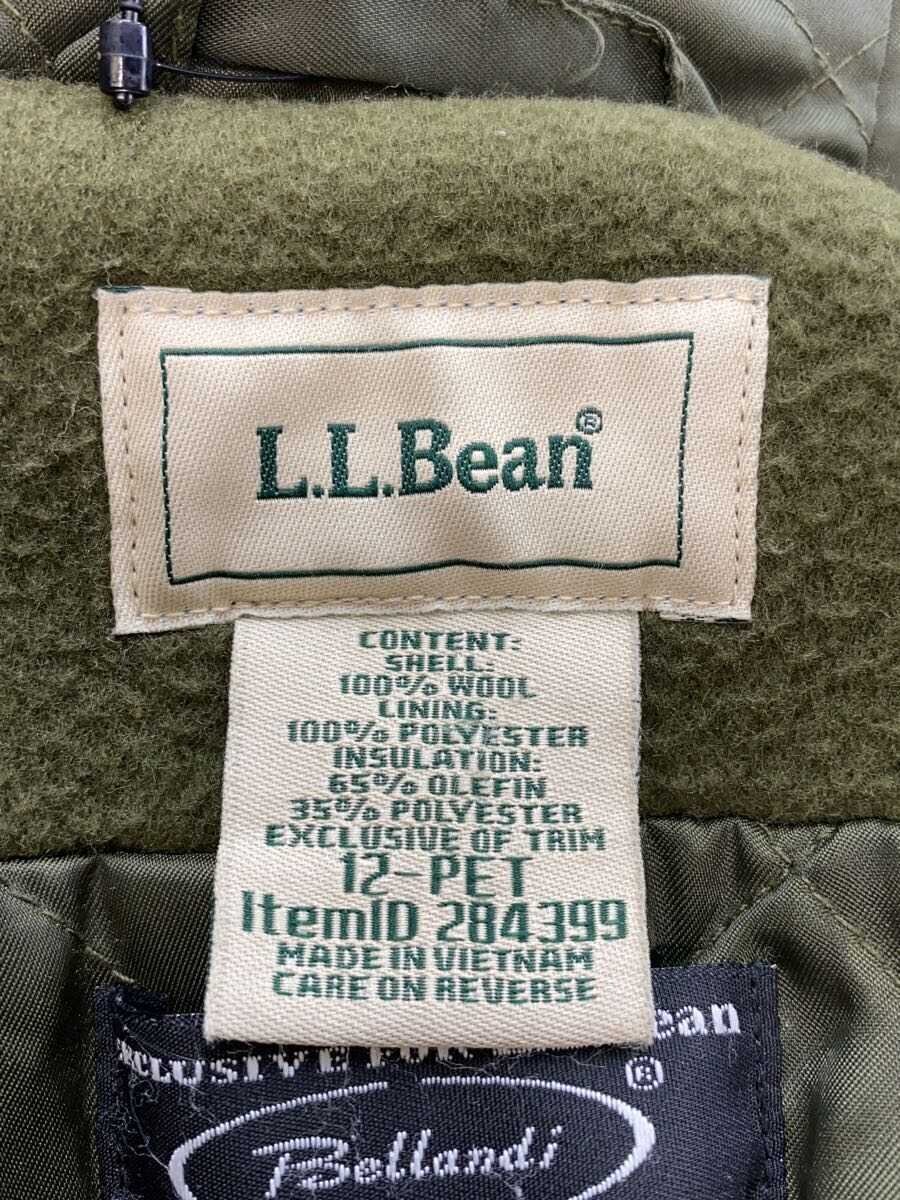 L.L.Bean®
CONTENT:
SHELL:
100% WOOL
LINING:
100% POLYESTER
INSULATION:
65% OLEFIN
35% POLYESTER
EXCLUSIVE OF TRIM
12-PET
ItemID 284399
MADE IN VIETNAM
CARE ON REVERSE
Bellandi ®